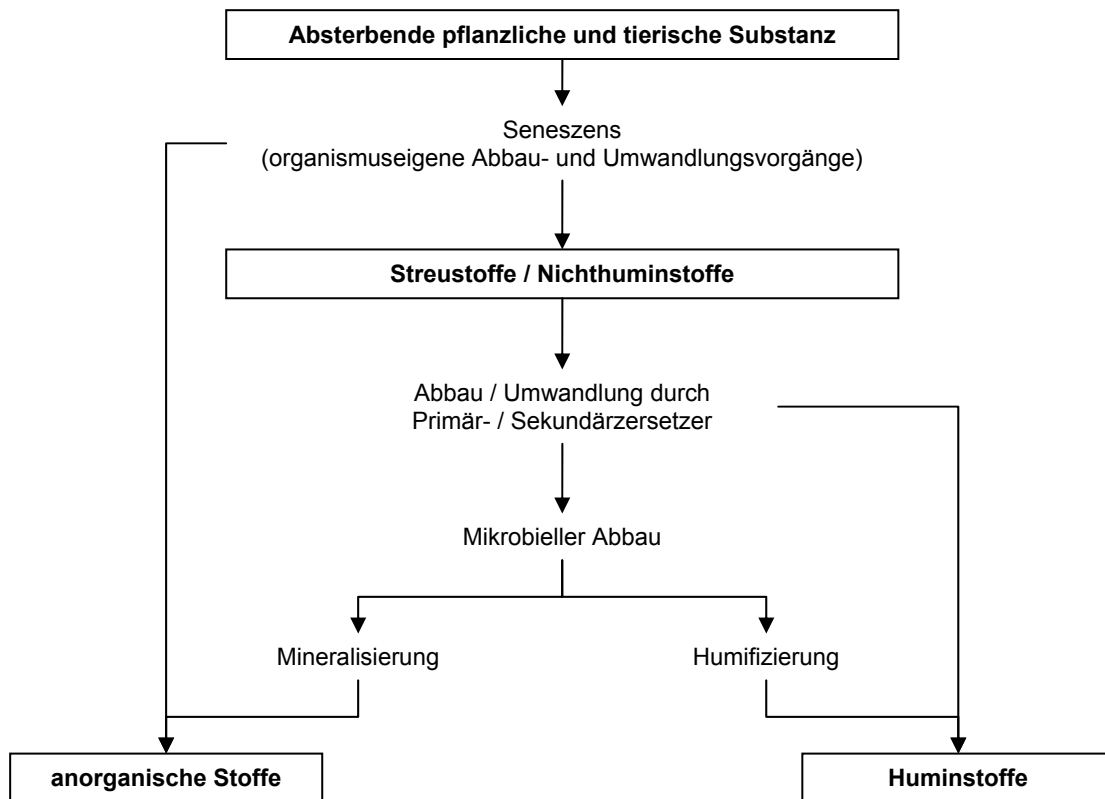 Absterbende pflanzliche und tierische Substanz
Seneszens
(organismuseigene Abbau- und Umwandlungsvorgänge)
Streustoffe / Nichthuminstoffe
Abbau / Umwandlung durch
Primär- / Sekundärzersetzer
Mikrobieller Abbau
Mineralisierung
Humifizierung
anorganische Stoffe
Huminstoffe